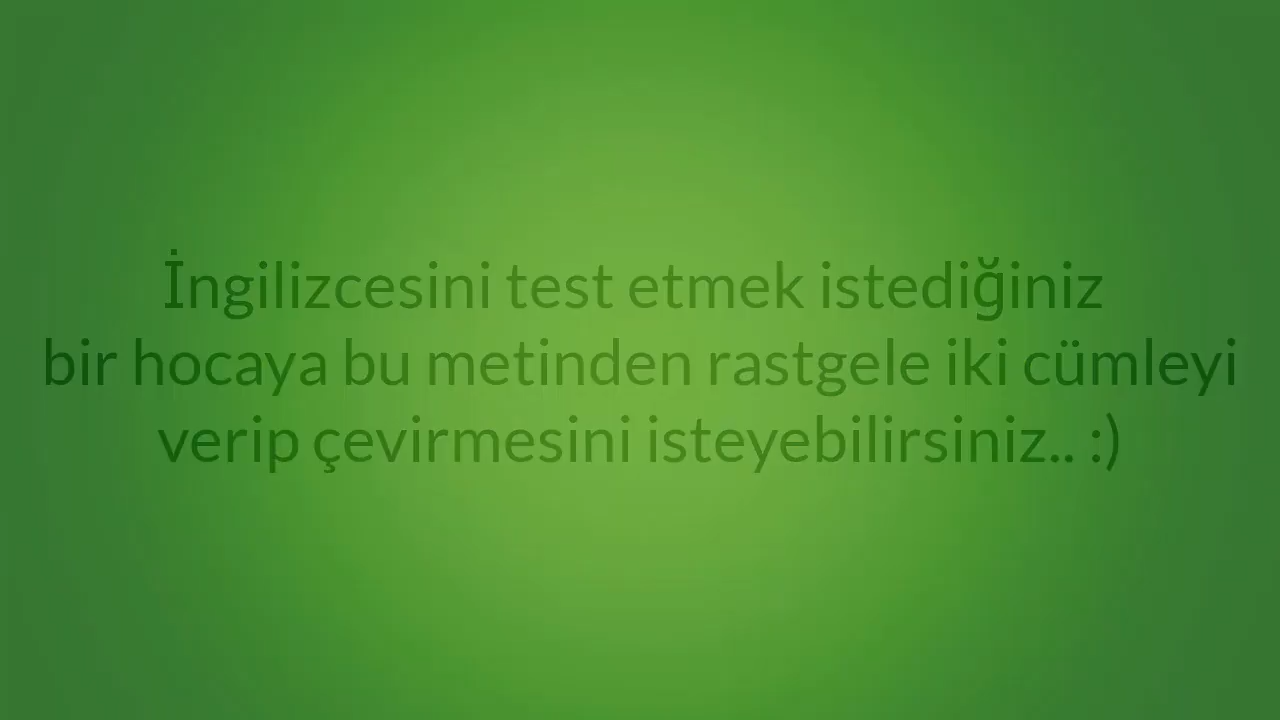 İngilizcesini test etmek istediğiniz
bir hocaya bu metinden rastgele iki cümleyi
verip çevirmesini isteyebilirsiniz.. :)